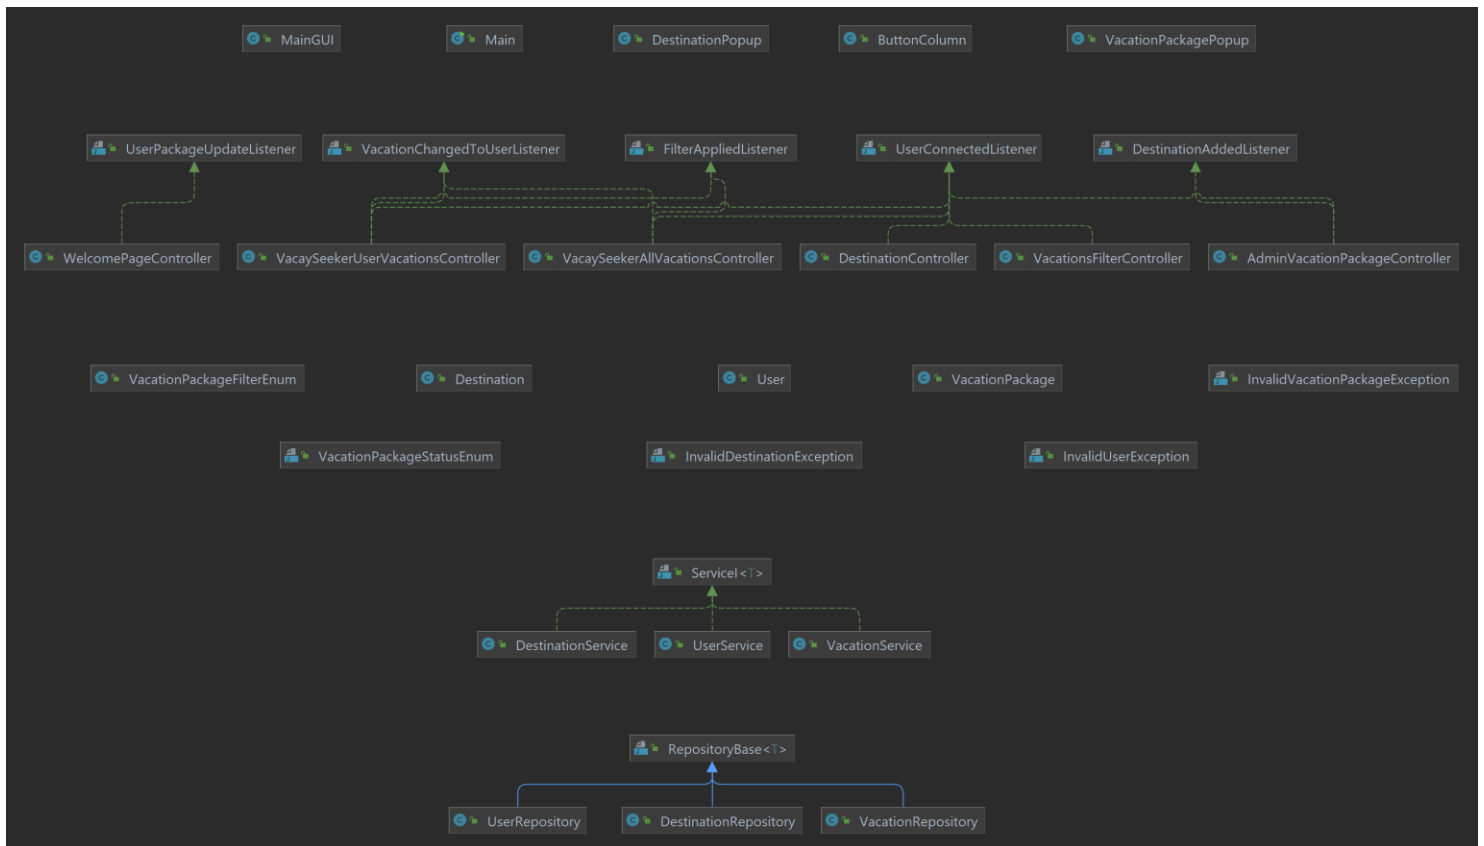 MainGUI
Main
DestinationPopup
ButtonColumn
VacationPackagePopup
UserPackageUpdateListener
VacationChangedToUserListener
FilterAppliedListener
UserConnectedListener
DestinationAddedListener
WelcomePageController
VacaySeekerUserVacationsController
VacaySeekerAllVacationsController
DestinationController
VacationsFilterController
AdminVacationPackageController
VacationPackageFilterEnum
Destination
User
VacationPackage
InvalidVacationPackageException
VacationPackageStatusEnum
InvalidDestinationException
InvalidUserException
ServiceI<T>
DestinationService
UserService
VacationService
RepositoryBase<T>
UserRepository
DestinationRepository
VacationRepository